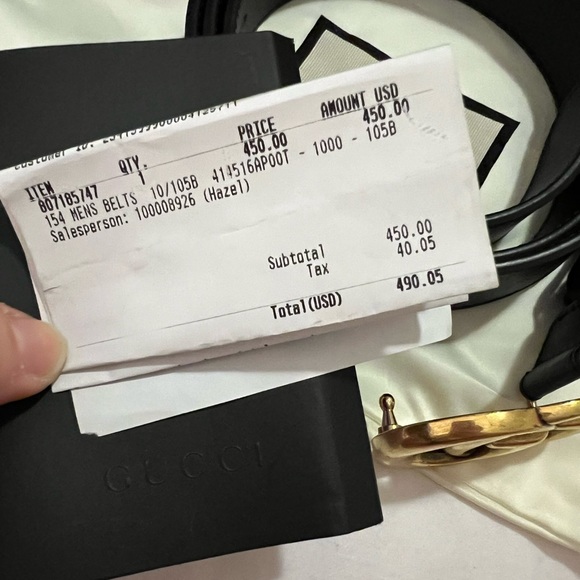 ITEM QTY. PRICE AMOUNT USD
807185747 1 450.00 450.00
154 MENS BELTS 10/105B 414516AP00T - 1000 - 105B
Salesperson: 100008926 (Hazel)
Subtotal 450.00
Tax 40.05
Total(USD) 490.05
GUCCI